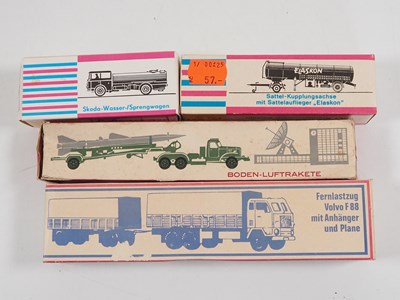 Skoda-Wasser-/Sprengwagen
57.-
ELASKON
Sattel-Kupplungsachse
mit Sattelauflieger „Elaskon"
BODEN-LUFTRAKETE
Fernlastzug
Volvo F 88
mit Anhänger
und Plane